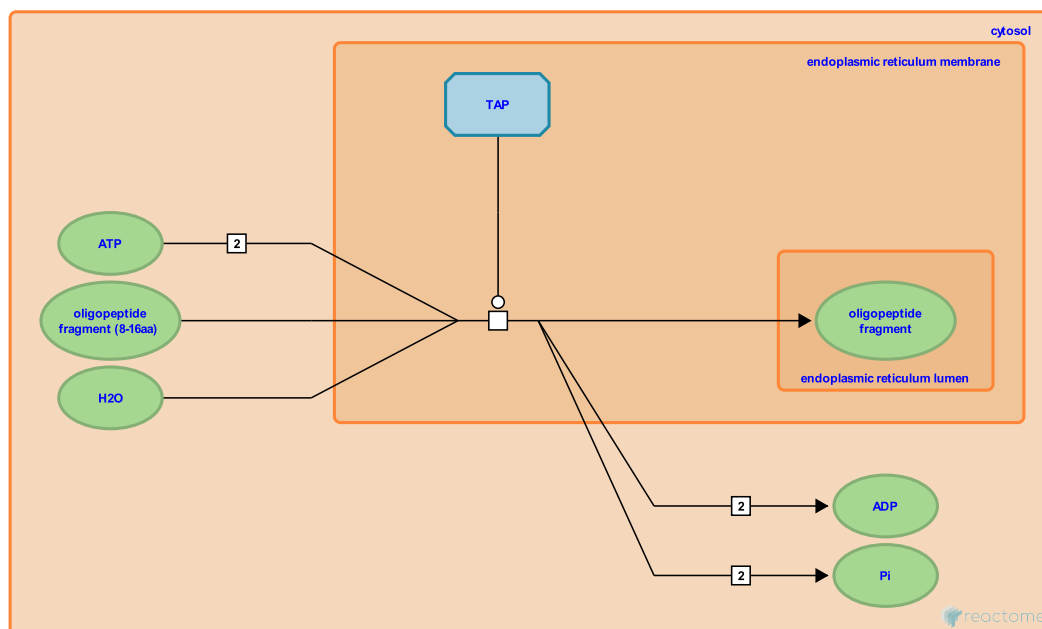 cytosol
endoplasmic reticulum membrane
TAP
ATP
2
oligopeptide
fragment (8-16aa)
oligopeptide
fragment
endoplasmic reticulum lumen
H2O
2
ADP
2
Pi
reactome